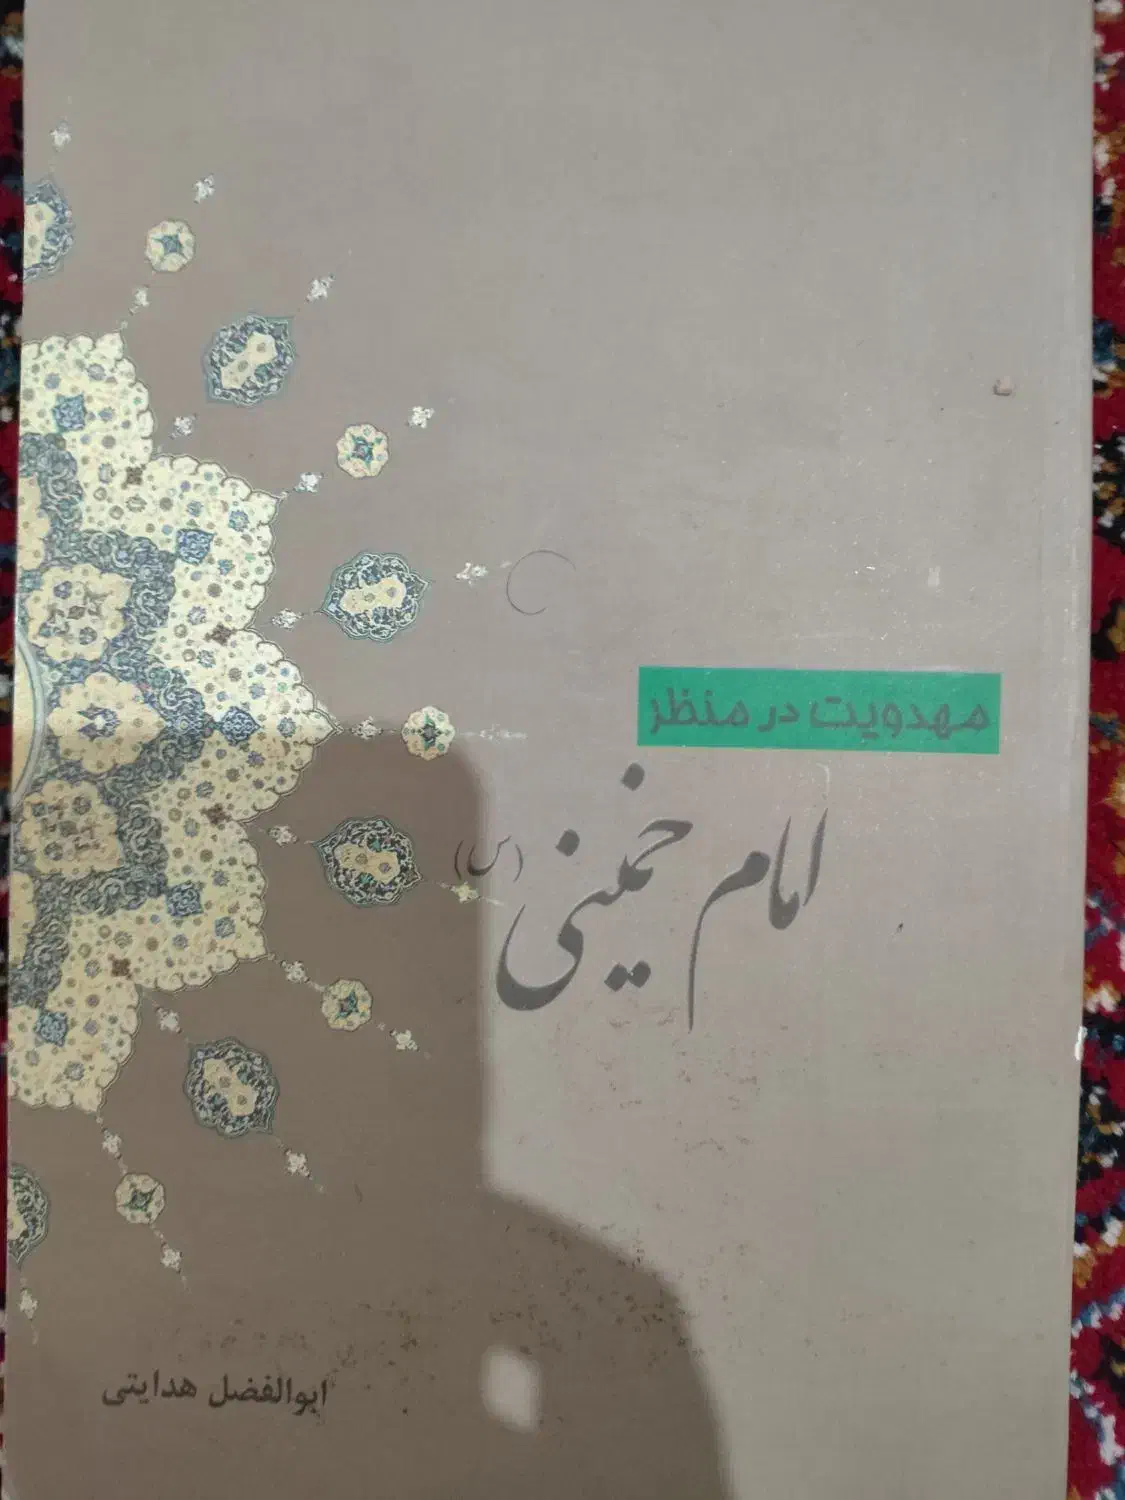 مهدویت در منظر
امام خمینی (س)
ابوالفضل هدایتی